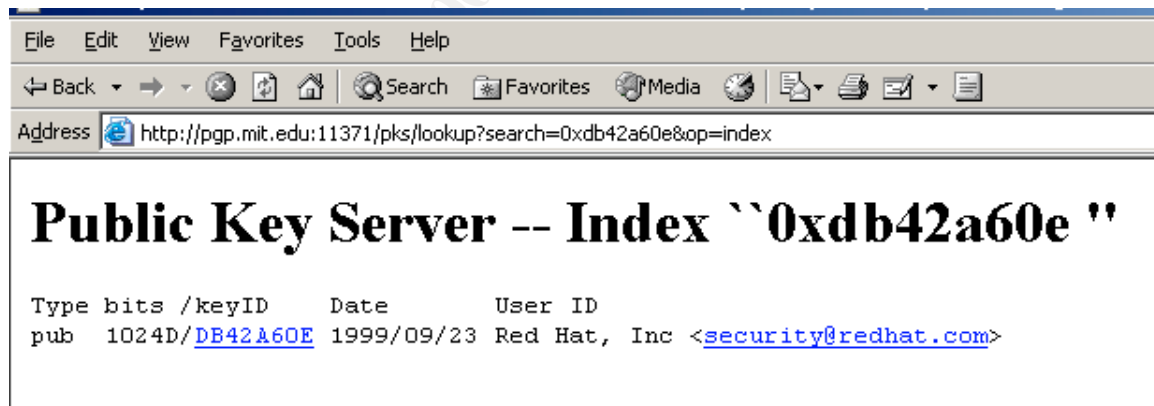 File Edit View Favorites Tools Help
Back Search Favorites Media
Address http://pgp.mit.edu:11371/pks/lookup?search=0xdb42a60e&op=index
Public Key Server -- Index ``0xdb42a60e ''
Type bits /keyID Date User ID
pub 1024D/DB42A60E 1999/09/23 Red Hat, Inc <security@redhat.com>